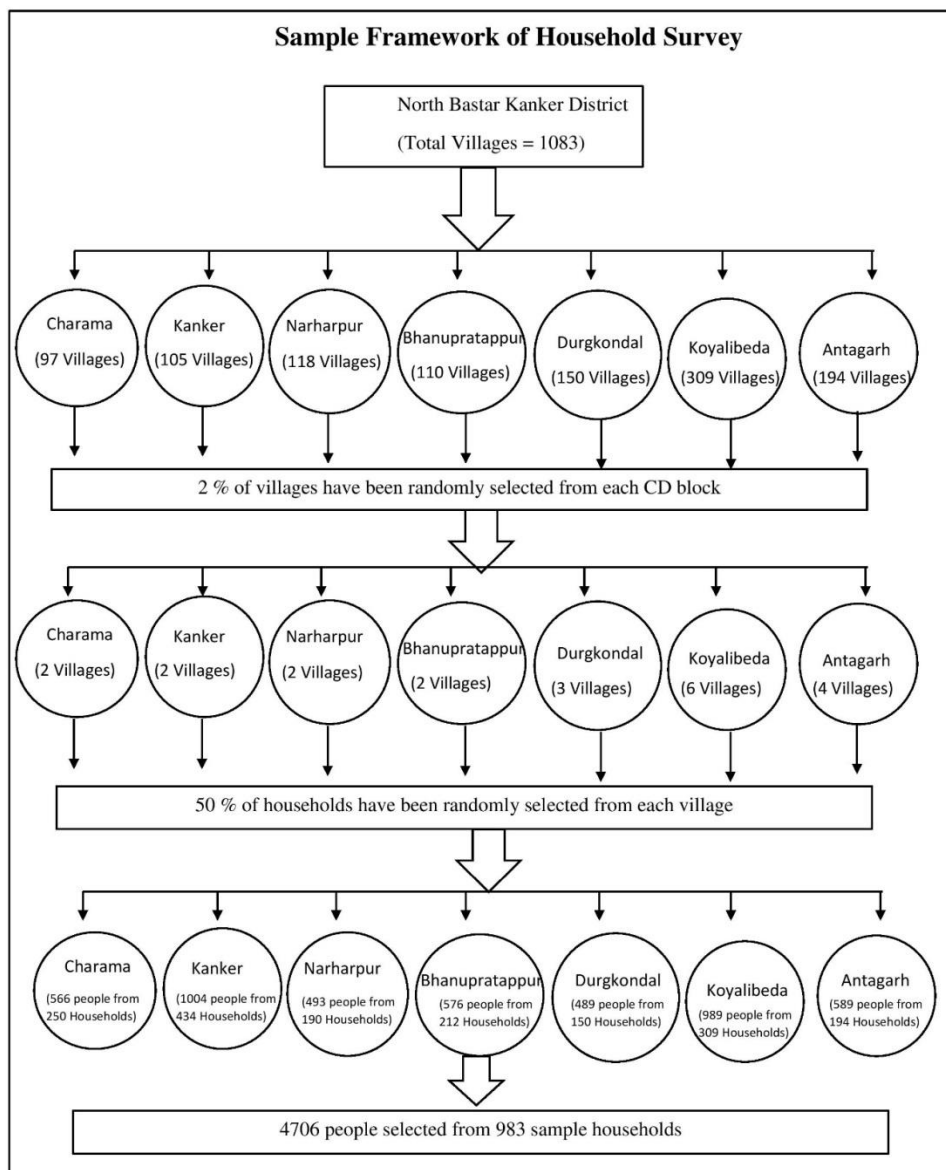 Sample Framework of Household Survey
North Bastar Kanker District
(Total Villages = 1083)
Charama
(97 Villages)
Kanker
(105 Villages)
Narharpur
(118 Villages)
Bhanupratappur
(110 Villages)
Durgkondal
(150 Villages)
Koyalibeda
(309 Villages)
Antagarh
(194 Villages)
2 % of villages have been randomly selected from each CD block
Charama
(2 Villages)
Kanker
(2 Villages)
Narharpur
(2 Villages)
Bhanupratappur
(2 Villages)
Durgkondal
(3 Villages)
Koyalibeda
(6 Villages)
Antagarh
(4 Villages)
50 % of households have been randomly selected from each village
Charama
(566 people from
250 Households)
Kanker
(1004 people from
434 Households)
Narharpur
(493 people from
190 Households)
Bhanupratappur
(576 people from
212 Households)
Durgkondal
(489 people from
150 Households)
Koyalibeda
(989 people from
309 Households)
Antagarh
(589 people from
194 Households)
4706 people selected from 983 sample households